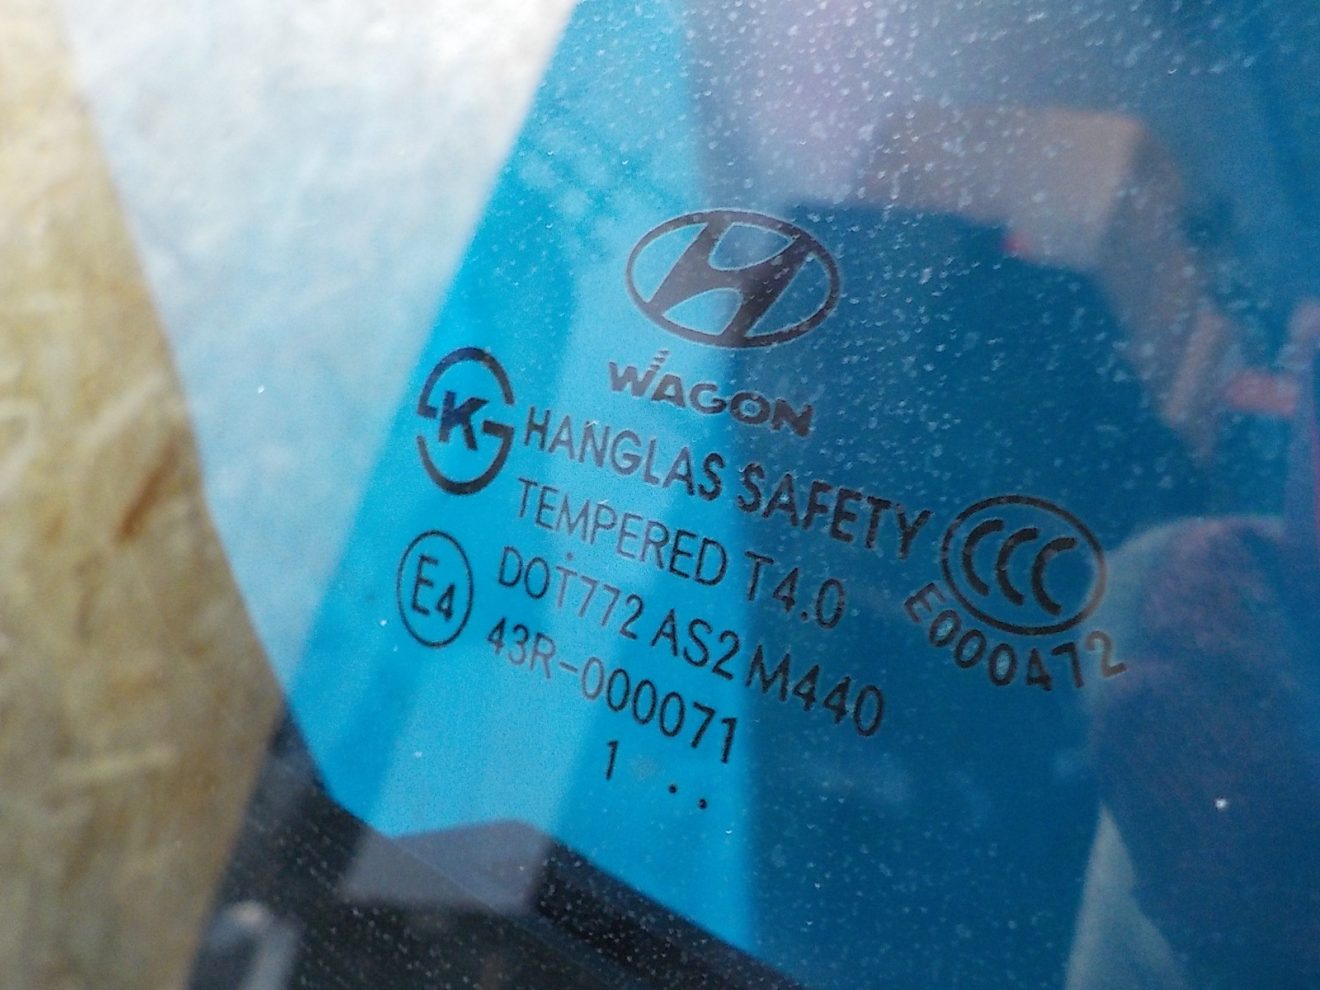 H
WAGON
K HANGLAS SAFETY
TEMPERED T4.0
DOT772 AS2 M440
E4 43R-000071
1 ..
CCC
E000472